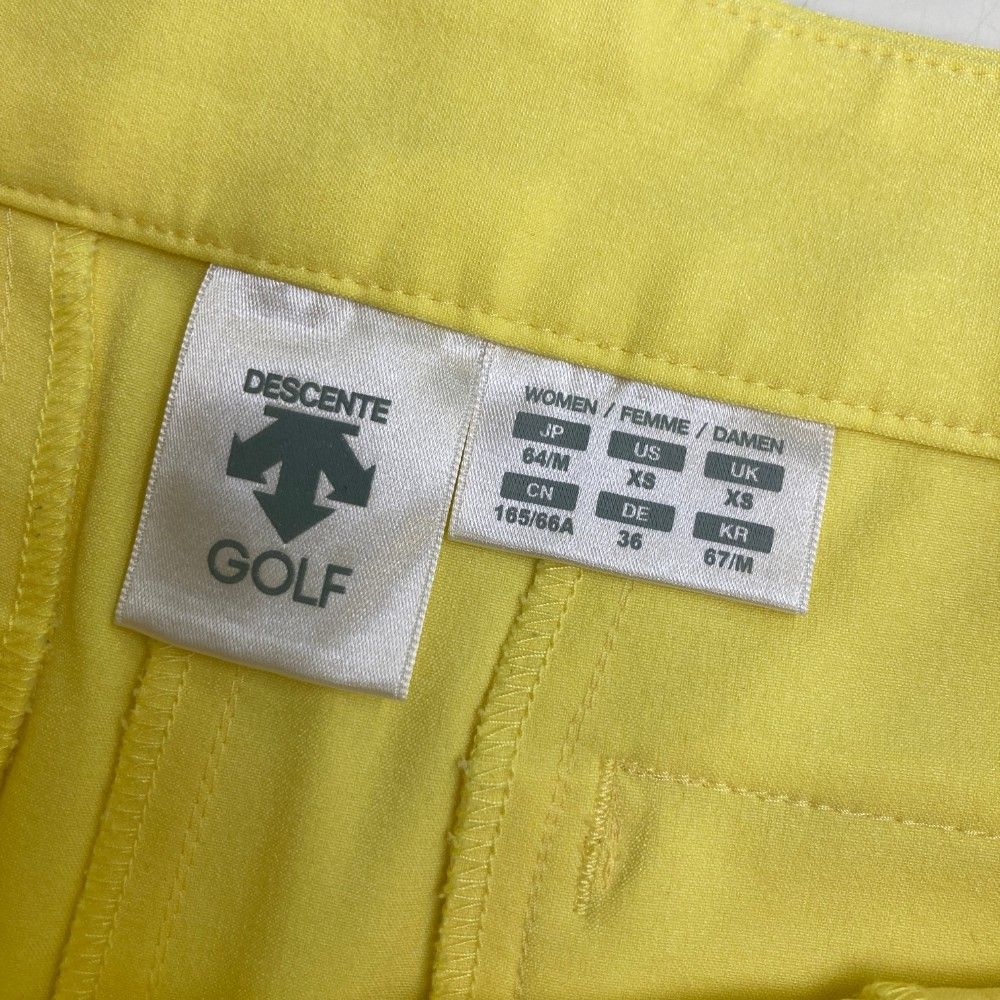 DESCENTE
GOLF
WOMEN / FEMME / DAMEN
JP US UK
64/M XS XS
CN DE KR
165/66A 36 67/M